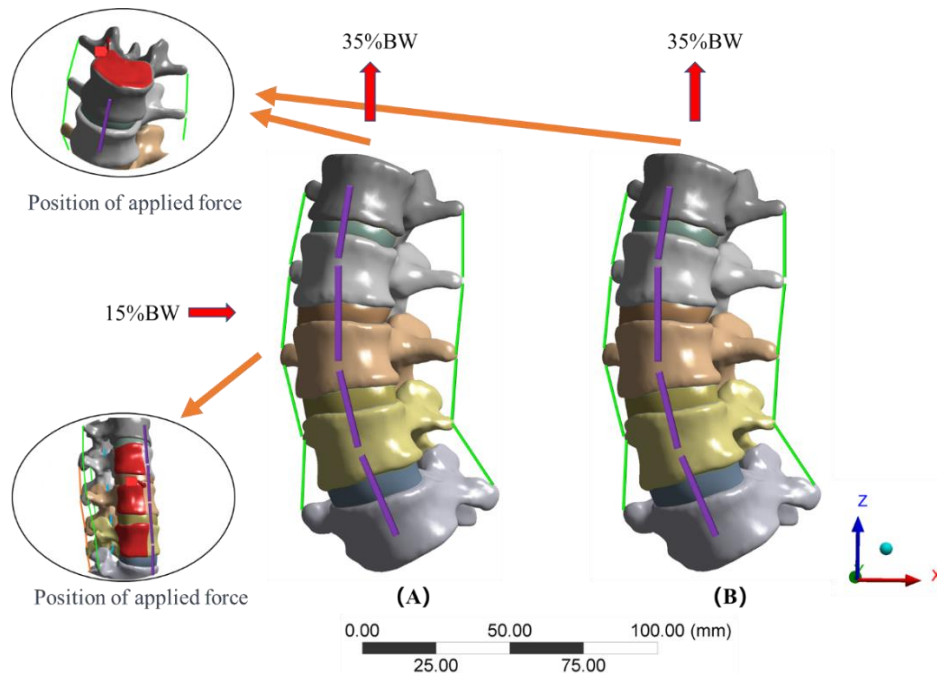 35%BW
35%BW
Position of applied force
15%BW
Position of applied force
(A)
(B)
Z
Y
X
0.00 50.00 100.00 (mm)
25.00 75.00